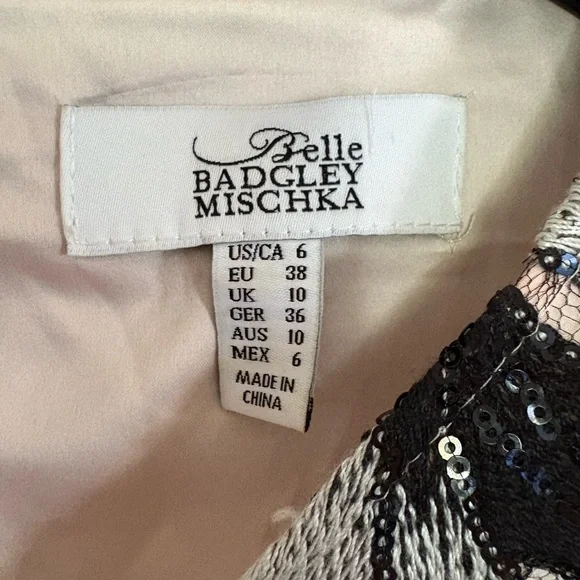 Belle
BADGLEY
MISCHKA
US/CA 6
EU 38
UK 10
GER 36
AUS 10
MEX 6
MADE IN
CHINA